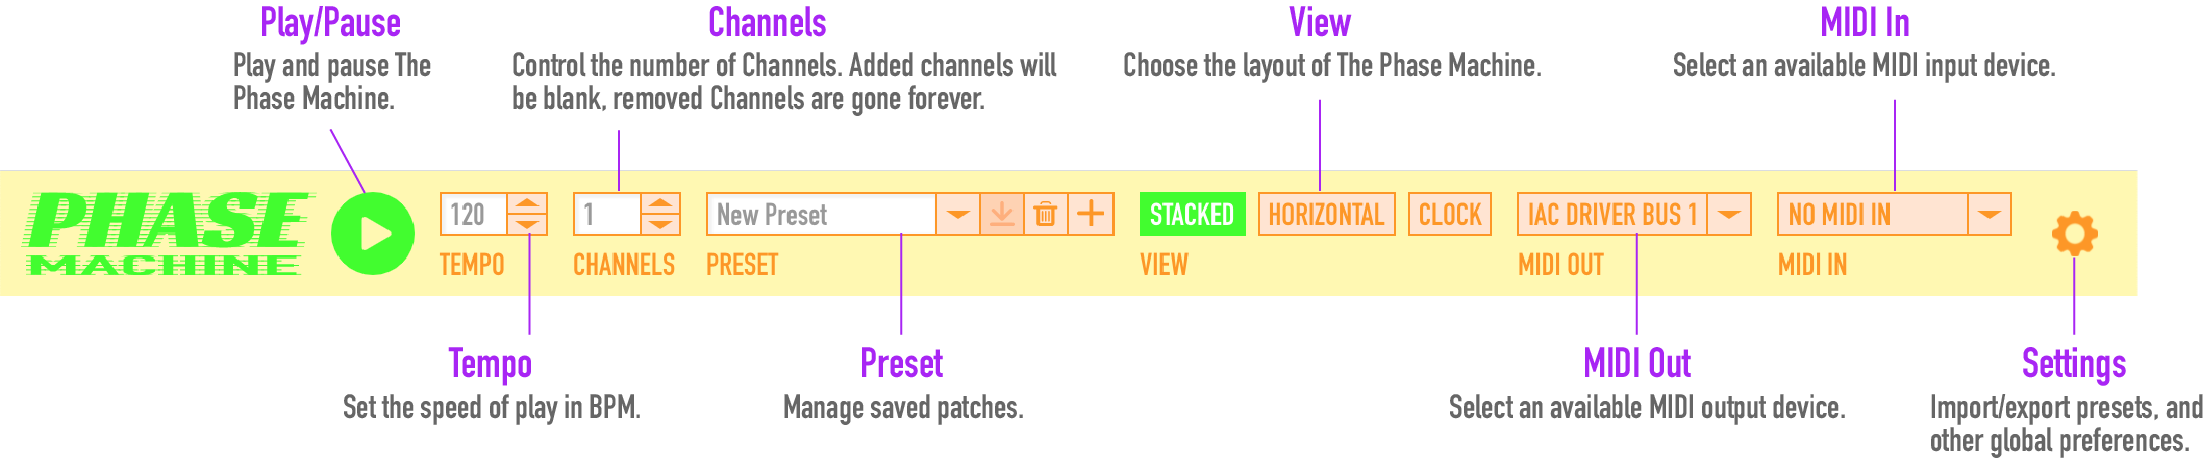 Play/Pause
Play and pause The
Phase Machine.
Channels
Control the number of Channels. Added channels will
be blank, removed Channels are gone forever.
View
Choose the layout of The Phase Machine.
MIDI In
Select an available MIDI input device.
PHASE
MACHINE
120
TEMPO
1
CHANNELS
New Preset
PRESET
STACKED HORIZONTAL CLOCK
VIEW
IAC DRIVER BUS 1
MIDI OUT
NO MIDI IN
MIDI IN
Tempo
Set the speed of play in BPM.
Preset
Manage saved patches.
MIDI Out
Select an available MIDI output device.
Settings
Import/export presets, and
other global preferences.